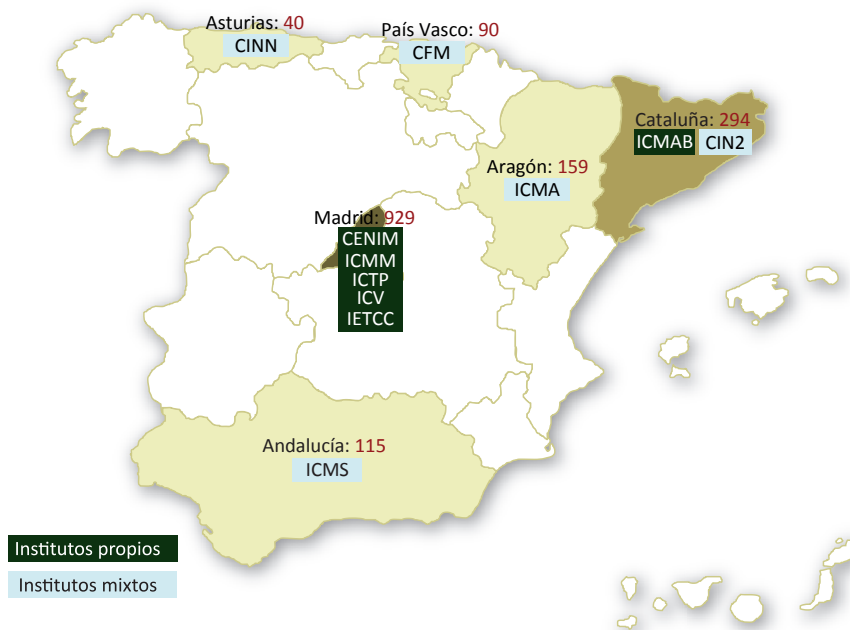 Asturias: 40
CINN
País Vasco: 90
CFM
Cataluña: 294
ICMAB CIN2
Aragón: 159
ICMA
Madrid: 929
CENIM
ICMM
ICTP
ICV
IETCC
Andalucía: 115
ICMS
Institutos propios
Institutos mixtos